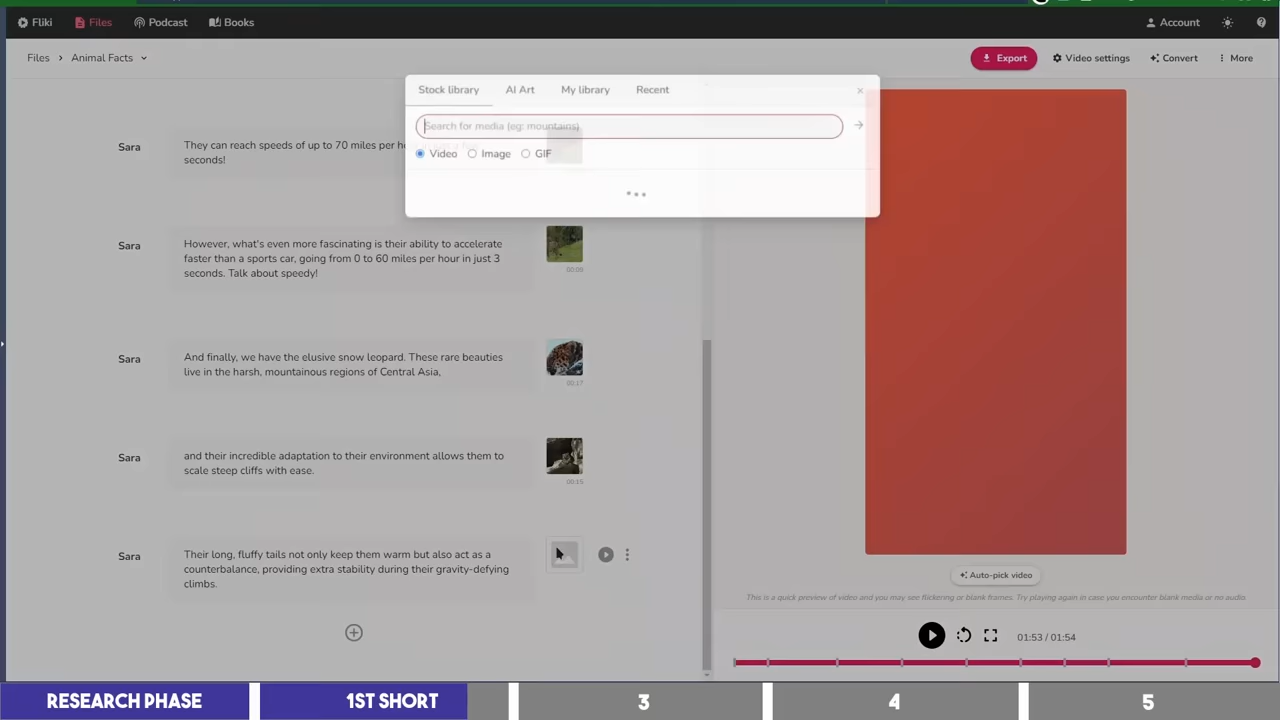 Fliki
Files
Podcast
Books
Account
Files > Animal Facts
Export
Video settings
Convert
More
Stock library
AI Art
My library
Recent
Search for media (eg: mountains)
Video
Image
GIF
Sara
They can reach speeds of up to 70 miles per
seconds!
Sara
However, what's even more fascinating is their ability to accelerate
faster than a sports car, going from 0 to 60 miles per hour in just 3
seconds. Talk about speedy!
00:09
Sara
And finally, we have the elusive snow leopard. These rare beauties
live in the harsh, mountainous regions of Central Asia,
00:17
Sara
and their incredible adaptation to their environment allows them to
scale steep cliffs with ease.
00:15
Sara
Their long, fluffy tails not only keep them warm but also act as a
counterbalance, providing extra stability during their gravity-defying
climbs.
Auto-pick video
This is a quick preview of video and you may see flickering or blank frames. Try playing again in case you encounter blank media or no audio.
01:53 / 01:54
RESEARCH PHASE
1ST SHORT
3
4
5